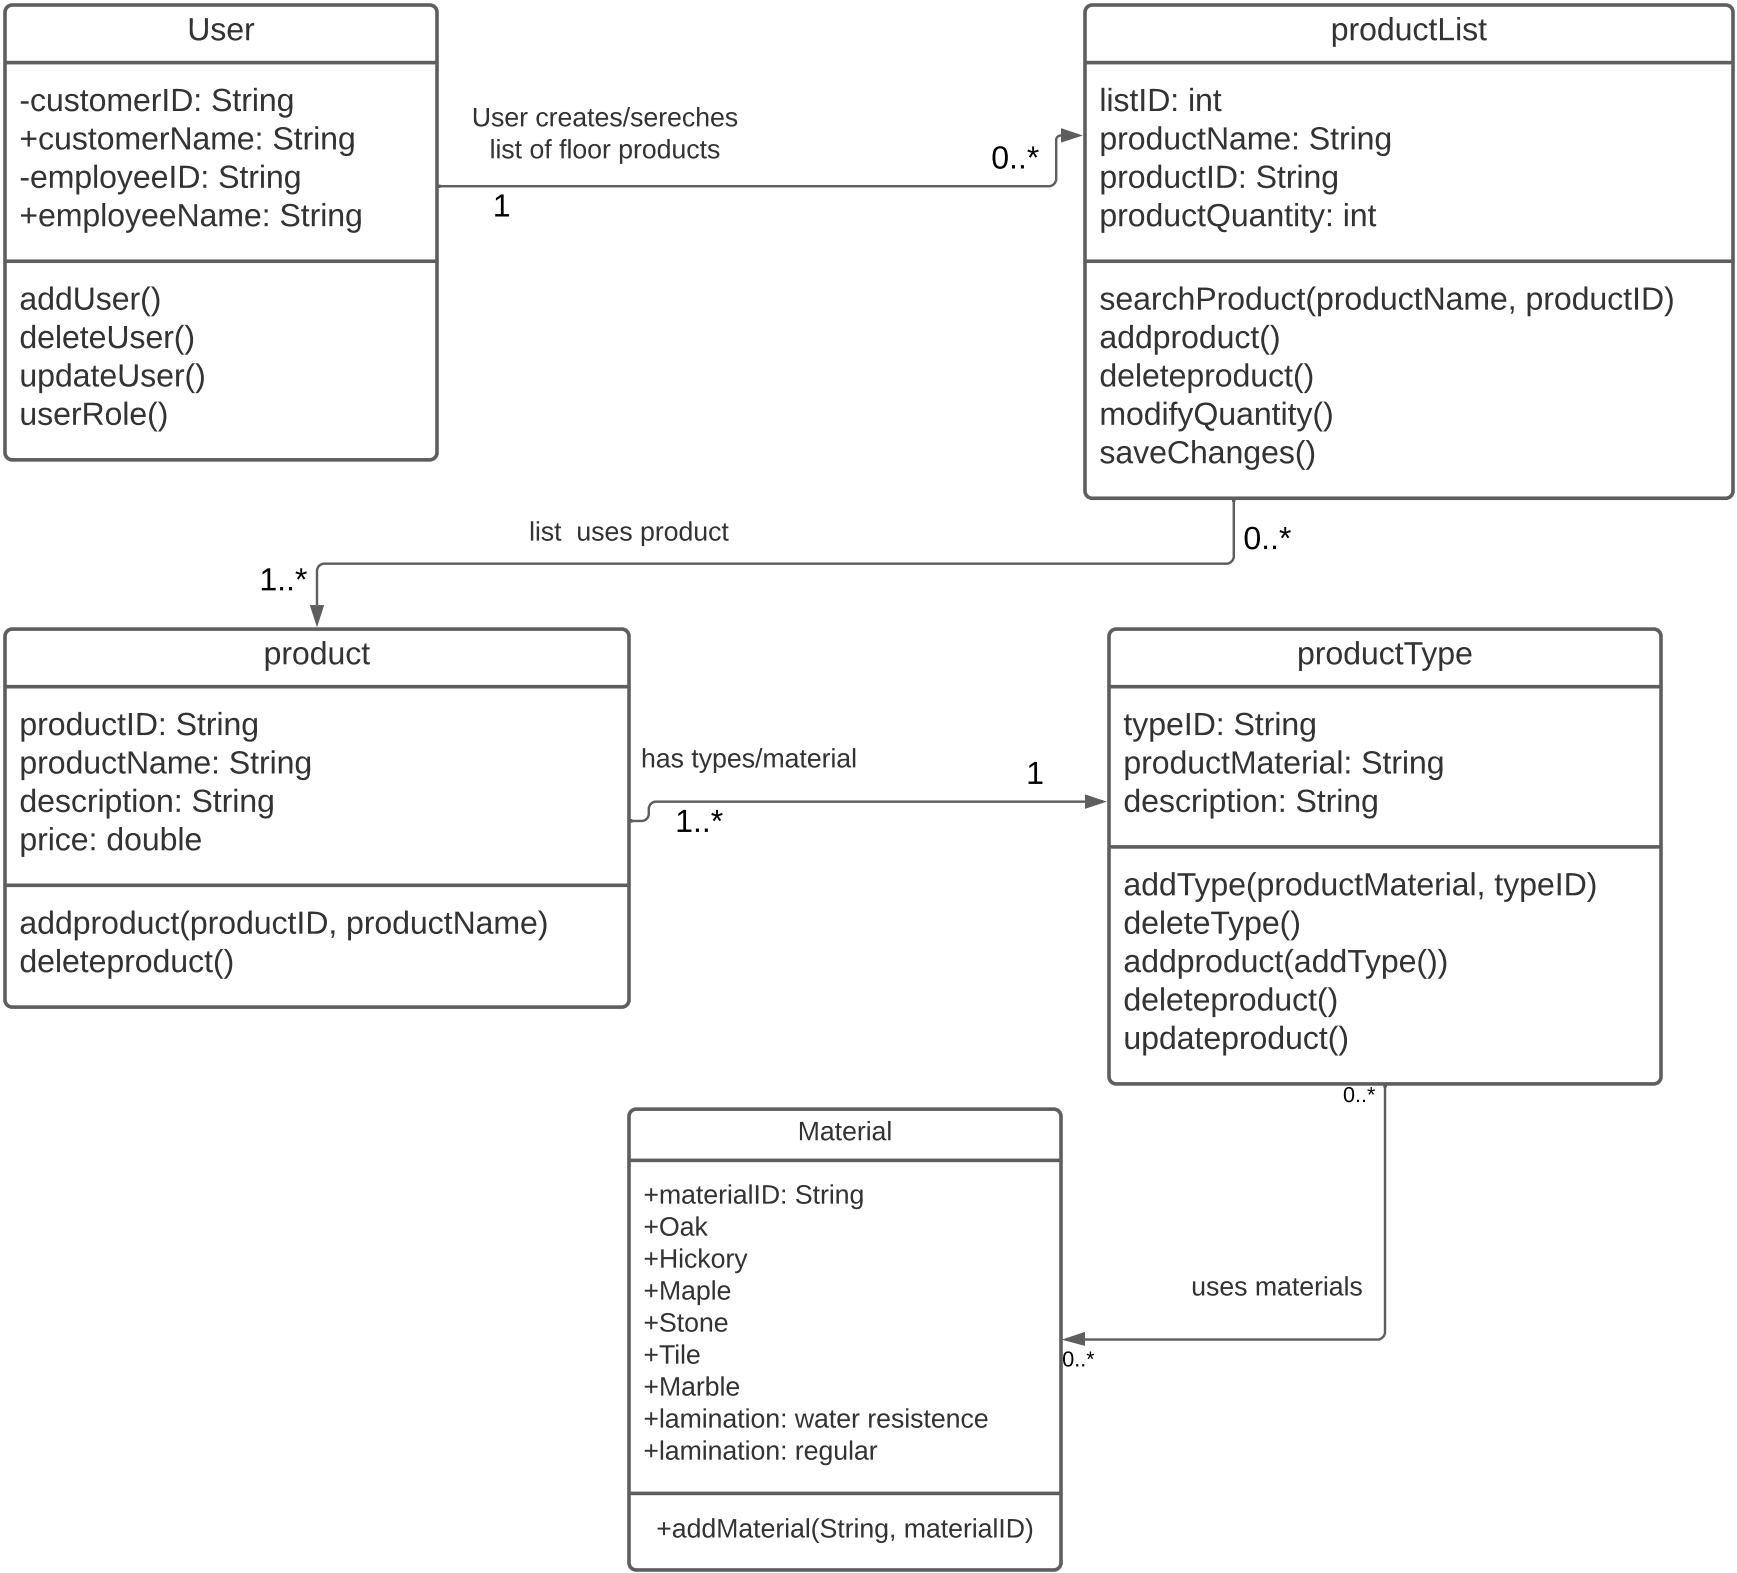 User
-customerID: String
+customerName: String
-employeeID: String
+employeeName: String
addUser()
deleteUser()
updateUser()
userRole()
User creates/sereches
list of floor products
1
0..*
productList
listID: int
productName: String
productID: String
productQuantity: int
searchProduct(productName, productID)
addproduct()
deleteproduct()
modifyQuantity()
saveChanges()
0..*
list  uses product
1..*
product
productID: String
productName: String
description: String
price: double
addproduct(productID, productName)
deleteproduct()
has types/material
1..*
1
productType
typeID: String
productMaterial: String
description: String
addType(productMaterial, typeID)
deleteType()
addproduct(addType())
deleteproduct()
updateproduct()
0..*
uses materials
0..*
Material
+materialID: String
+Oak
+Hickory
+Maple
+Stone
+Tile
+Marble
+lamination: water resistence
+lamination: regular
+addMaterial(String, materialID)